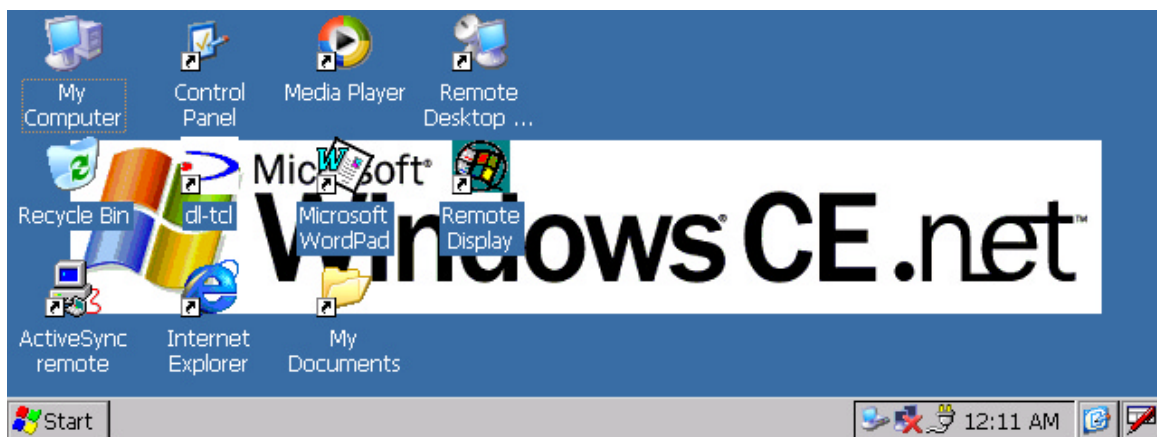 My
Computer
Control
Panel
Media Player
Remote
Desktop ...
Recycle Bin
dl-tcl
Microsoft
WordPad
Remote
Display
Microsoft®
Windows® CE .net™
ActiveSync
remote
Internet
Explorer
My
Documents
Start
12:11 AM